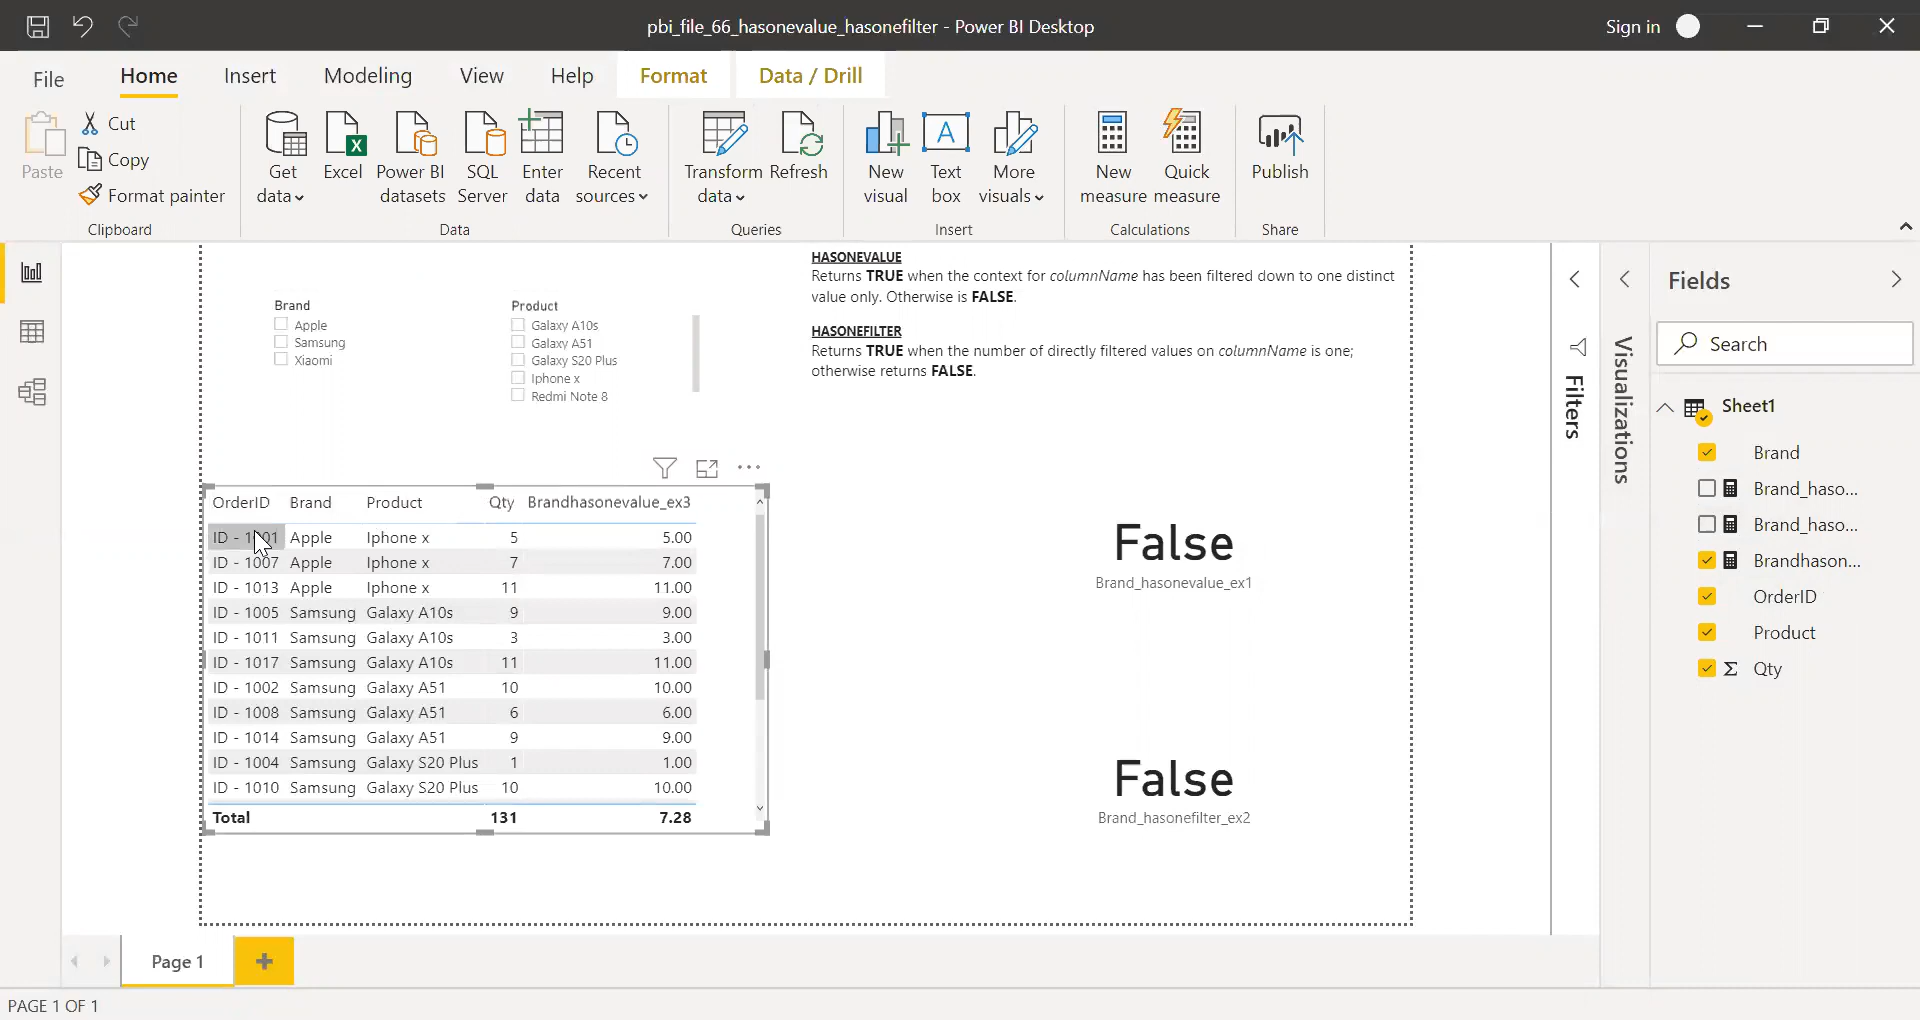 pbi_file_66_hasonevalue_hasonefilter - Power BI Desktop
Sign in
File
Home
Insert
Modeling
View
Help
Format
Data / Drill
Paste
Cut
Copy
Format painter
Clipboard
Get data
Excel
Power BI datasets
SQL Server
Enter data
Recent sources
Data
Transform data
Refresh
Queries
New visual
Text box
More visuals
Insert
New measure
Quick measure
Calculations
Publish
Share
Brand
Apple
Samsung
Xiaomi
Product
Galaxy A10s
Galaxy A51
Galaxy S20 Plus
Iphone x
Redmi Note 8
HASONEVALUE
Returns TRUE when the context for columnName has been filtered down to one distinct
value only. Otherwise is FALSE.
HASONEFILTER
Returns TRUE when the number of directly filtered values on columnName is one;
otherwise returns FALSE.
OrderID Brand Product Qty Brandhasonevalue_ex3
ID - 1001 Apple Iphone x 5 5.00
ID - 1007 Apple Iphone x 7 7.00
ID - 1013 Apple Iphone x 11 11.00
ID - 1005 Samsung Galaxy A10s 9 9.00
ID - 1011 Samsung Galaxy A10s 3 3.00
ID - 1017 Samsung Galaxy A10s 11 11.00
ID - 1002 Samsung Galaxy A51 10 10.00
ID - 1008 Samsung Galaxy A51 6 6.00
ID - 1014 Samsung Galaxy A51 9 9.00
ID - 1004 Samsung Galaxy S20 Plus 1 1.00
ID - 1010 Samsung Galaxy S20 Plus 10 10.00
Total 131 7.28
False
Brand_hasonevalue_ex1
False
Brand_hasonefilter_ex2
Filters
Visualizations
Fields
Search
Sheet1
Brand
Brand_haso...
Brand_haso...
Brandhason...
OrderID
Product
Qty
Page 1
PAGE 1 OF 1